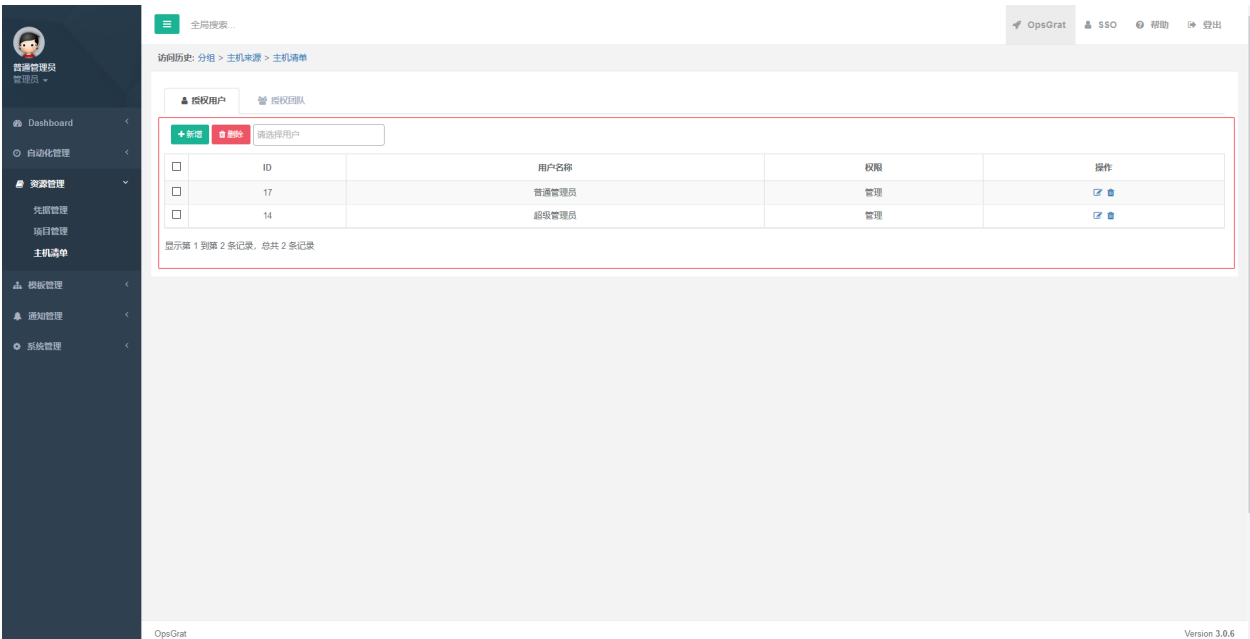 全局搜索...
OpsGrat SSO 帮助 登出
普通管理员
管理员
访问历史: 分组 > 主机来源 > 主机清单
Dashboard
自动化管理
资源管理
凭据管理
项目管理
主机清单
模板管理
通知管理
系统管理
授权用户 授权团队
新增 删除 请选择用户
ID 用户名称 权限 操作
17 普通管理员 管理
14 超级管理员 管理
显示第 1 到第 2 条记录，总共 2 条记录
OpsGrat Version 3.0.6